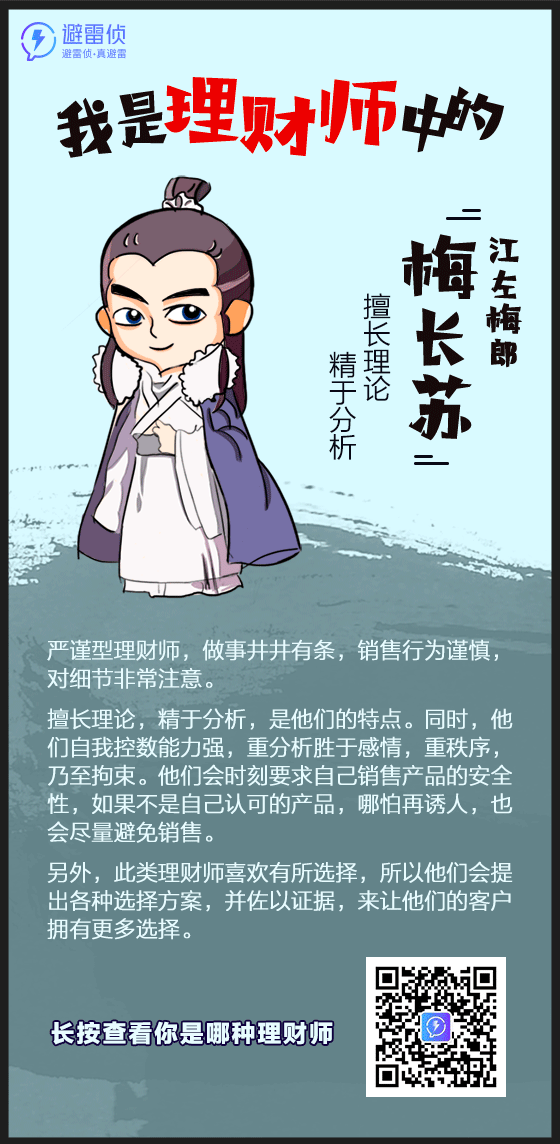 避雷侦
避雷侦·真避雷
我是理财师中的
江左梅郎
梅长苏
擅长理论
精于分析
严谨型理财师，做事井井有条，销售行为谨慎，
对细节非常注意。
擅长理论，精于分析，是他们的特点。同时，他
们自我控数能力强，重分析胜于感情，重秩序，
乃至拘束。他们会时刻要求自己销售产品的安全
性，如果不是自己认可的产品，哪怕再诱人，也
会尽量避免销售。
另外，此类理财师喜欢有所选择，所以他们会提
出各种选择方案，并佐以证据，来让他们的客户
拥有更多选择。
长按查看你是哪种理财师